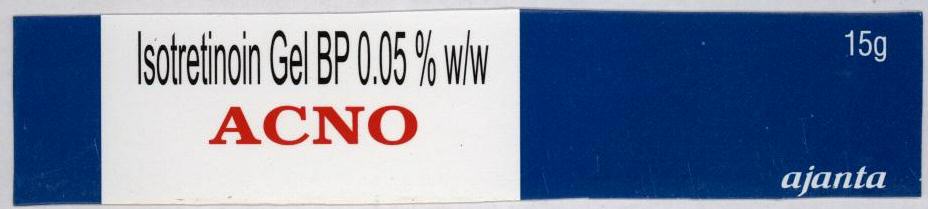 Isotretinoin Gel BP 0.05 % w/w
ACNO
15g
ajanta